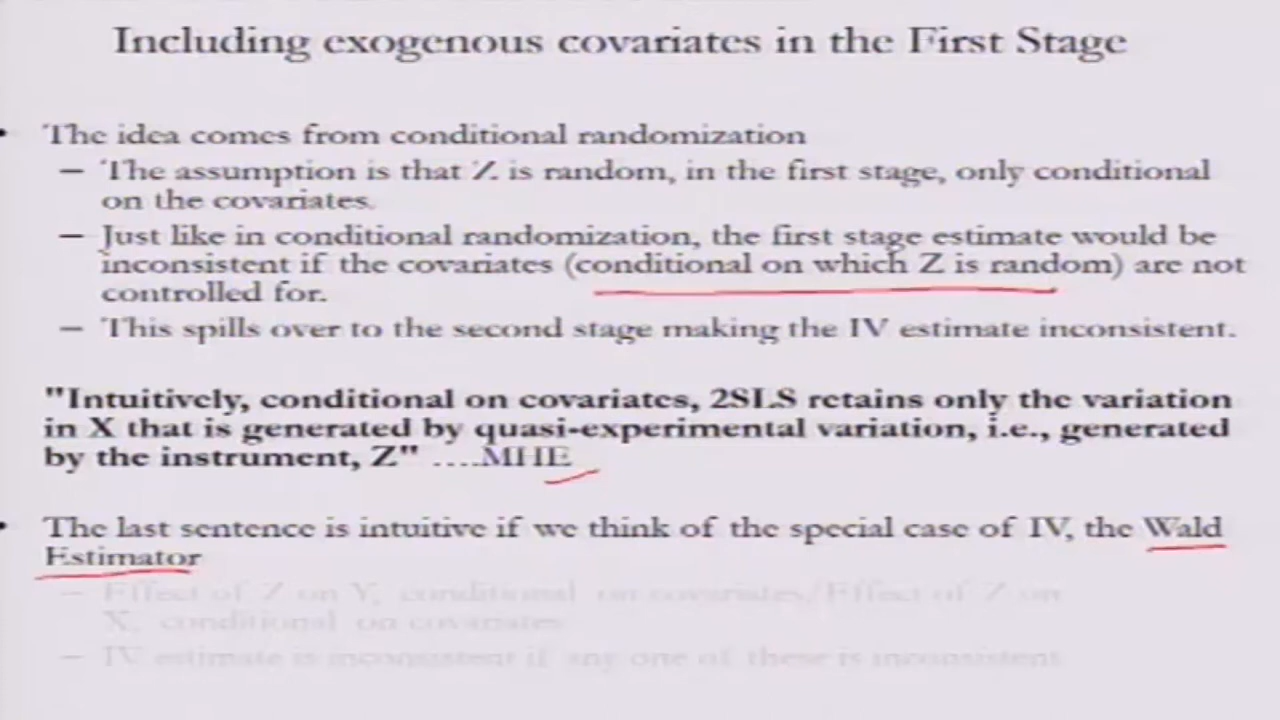 Including exogenous covariates in the First Stage
• The idea comes from conditional randomization
– The assumption is that Z is random, in the first stage, only conditional
on the covariates.
– Just like in conditional randomization, the first stage estimate would be
inconsistent if the covariates (conditional on which Z is random) are not
controlled for.
– This spills over to the second stage making the IV estimate inconsistent.
"Intuitively, conditional on covariates, 2SLS retains only the variation
in X that is generated by quasi-experimental variation, i.e., generated
by the instrument, Z" ....MHE
• The last sentence is intuitive if we think of the special case of IV, the Wald
Estimator
– Effect of Z on Y, conditional on covariates/Effect of Z on
X, conditional on covariates
– IV estimate is inconsistent if any one of these is inconsistent